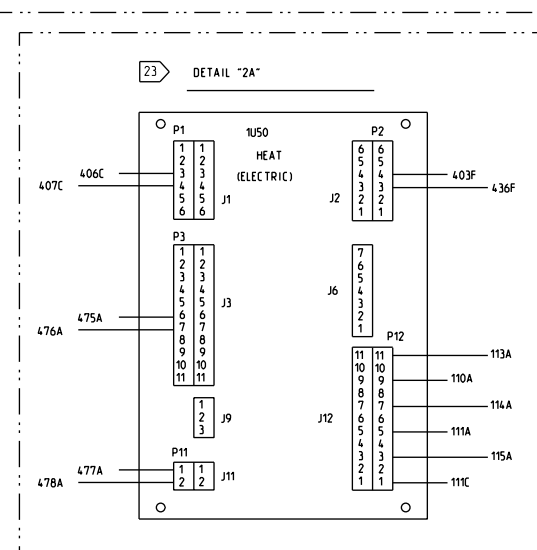 23 DETAIL "2A"
P1 1U50 P2
HEAT
(ELECTRIC)
1 1
2 2
3 3
4 4
5 5
6 6
J1
406C
407C
6 6
5 5
4 4
3 3
2 2
1 1
J2
403F
436F
P3
1 1
2 2
3 3
4 4
5 5
6 6
7 7
8 8
9 9
10 10
11 11
J3
475A
476A
7
6
5
4
3
2
1
J6
P12
11 11
10 10
9 9
8 8
7 7
6 6
5 5
4 4
3 3
2 2
1 1
J12
113A
110A
114A
111A
115A
111C
1
2
3
J9
P11
1 1
2 2
J11
477A
478A